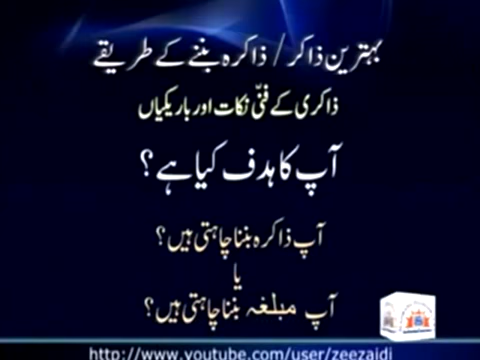 بہترین ذاکر / ذاکرہ بننے کے طریقے
ذاکری کے فنّی نکات اور باریکیاں
آپ کا ہدف کیا ہے؟
آپ ذاکرہ بننا چاہتی ہیں؟
یا
آپ مبلغہ بننا چاہتی ہیں؟
http://www.youtube.com/user/zeezaidi